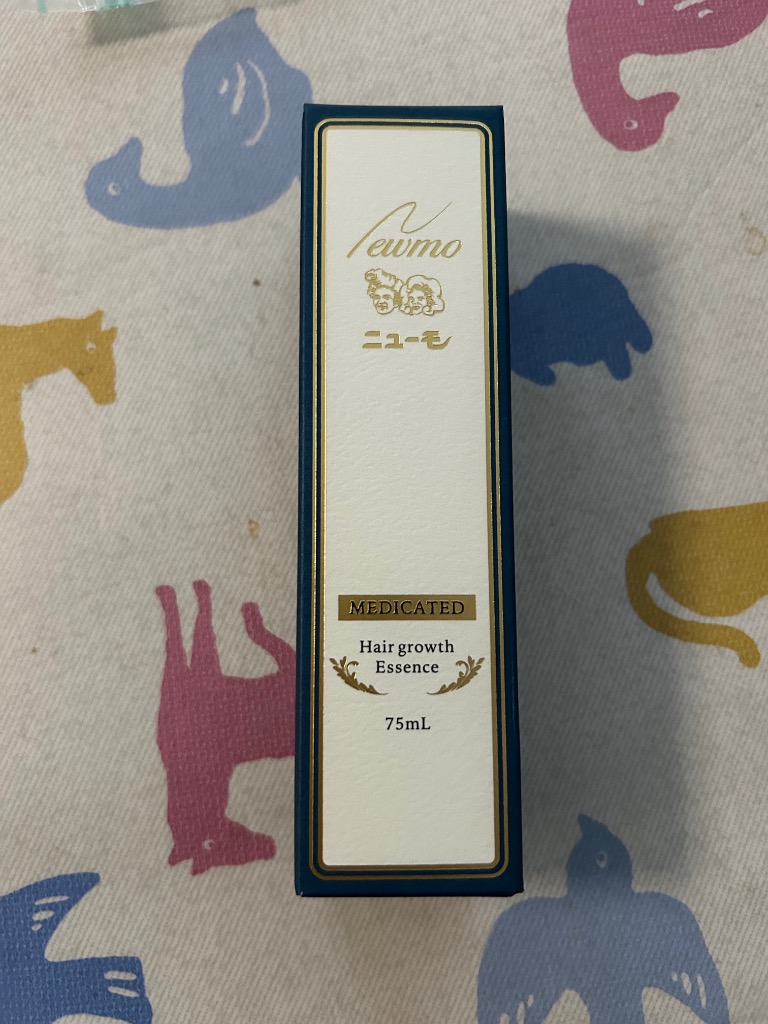 Newmo
ニューモ
MEDICATED
Hair growth
Essence
75mL